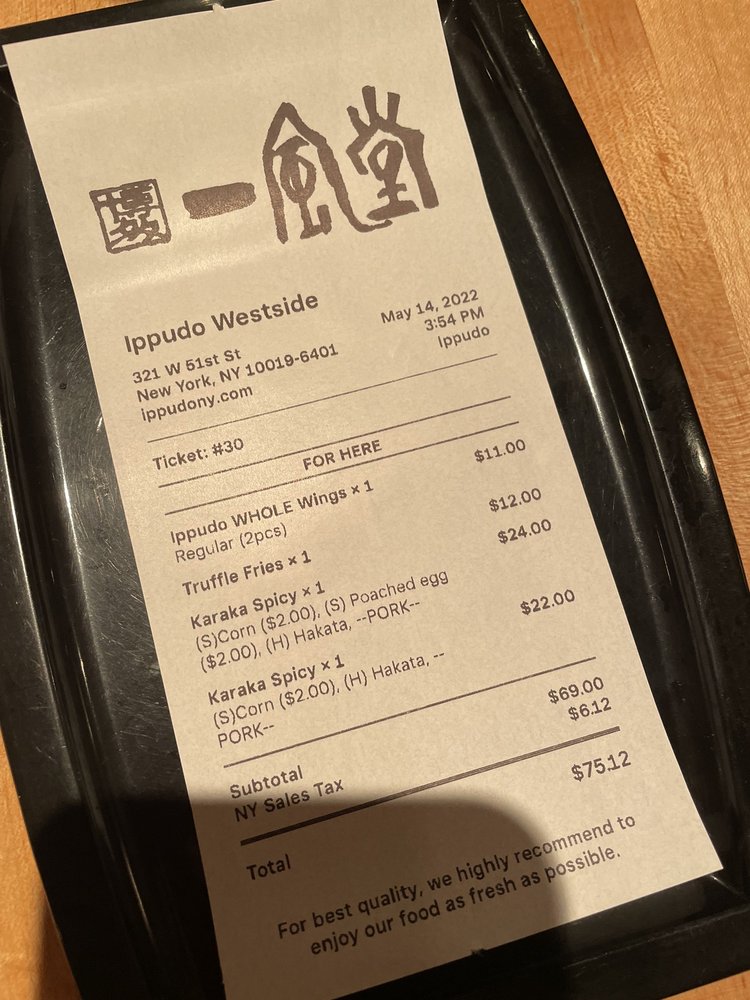 博多 一風堂
Ippudo Westside
321 W 51st St
New York, NY 10019-6401
ippudony.com
May 14, 2022
3:54 PM
Ippudo
Ticket: #30
FOR HERE
Ippudo WHOLE Wings × 1 $11.00
Regular (2pcs)
Truffle Fries × 1 $12.00
Karaka Spicy × 1 $24.00
(S)Corn ($2.00), (S) Poached egg
($2.00), (H) Hakata, --PORK--
Karaka Spicy × 1 $22.00
(S)Corn ($2.00), (H) Hakata, --
PORK--
Subtotal $69.00
NY Sales Tax $6.12
Total $75.12
For best quality, we highly recommend to
enjoy our food as fresh as possible.